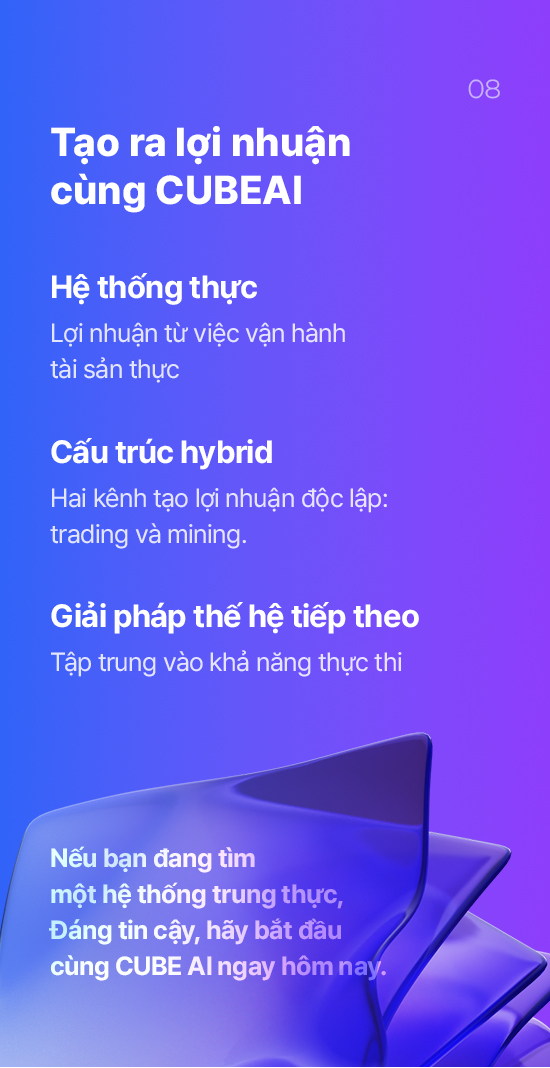 08
Tạo ra lợi nhuận
cùng CUBEAI
Hệ thống thực
Lợi nhuận từ việc vận hành
tài sản thực
Cấu trúc hybrid
Hai kênh tạo lợi nhuận độc lập:
trading và mining.
Giải pháp thế hệ tiếp theo
Tập trung vào khả năng thực thi
Nếu bạn đang tìm
một hệ thống trung thực,
Đáng tin cậy, hãy bắt đầu
cùng CUBE AI ngay hôm nay.